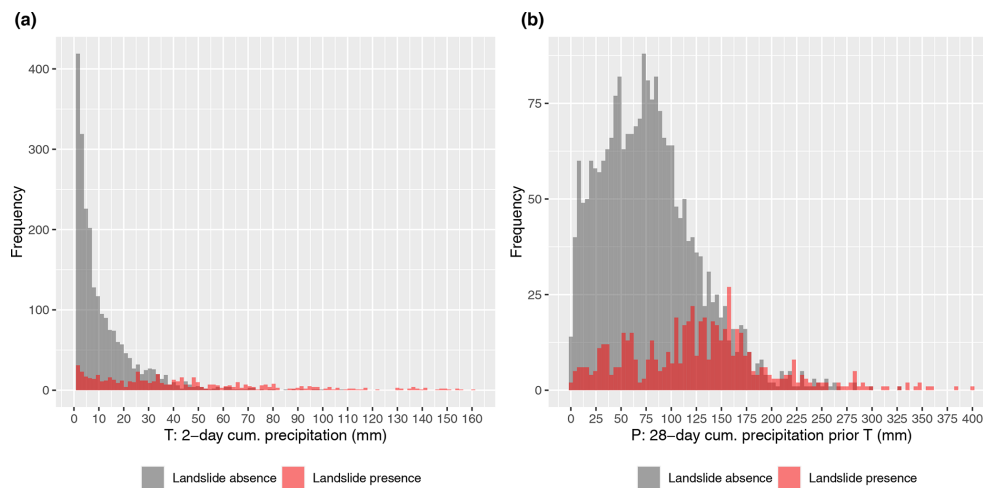 (a)
Frequency
400
300
200
100
0
0 10 20 30 40 50 60 70 80 90 100 110 120 130 140 150 160
T: 2−day cum. precipitation (mm)
Landslide absence Landslide presence
(b)
Frequency
75
50
25
0
0 25 50 75 100 125 150 175 200 225 250 275 300 325 350 375 400
P: 28−day cum. precipitation prior T (mm)
Landslide absence Landslide presence